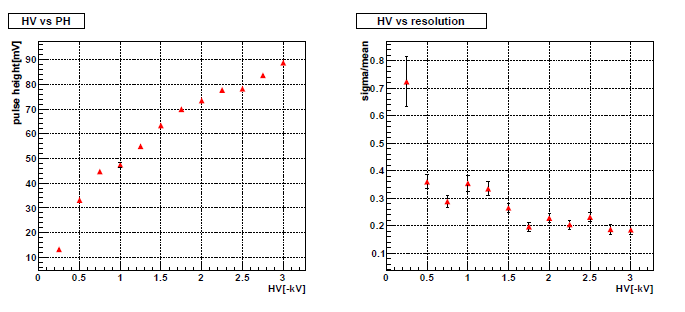 HV vs PH
pulse height[mV]
90
80
70
60
50
40
30
20
10
0 0.5 1 1.5 2 2.5 3
HV[-kV]
HV vs resolution
sigma/mean
0.8
0.7
0.6
0.5
0.4
0.3
0.2
0.1
0 0.5 1 1.5 2 2.5 3
HV[-kV]